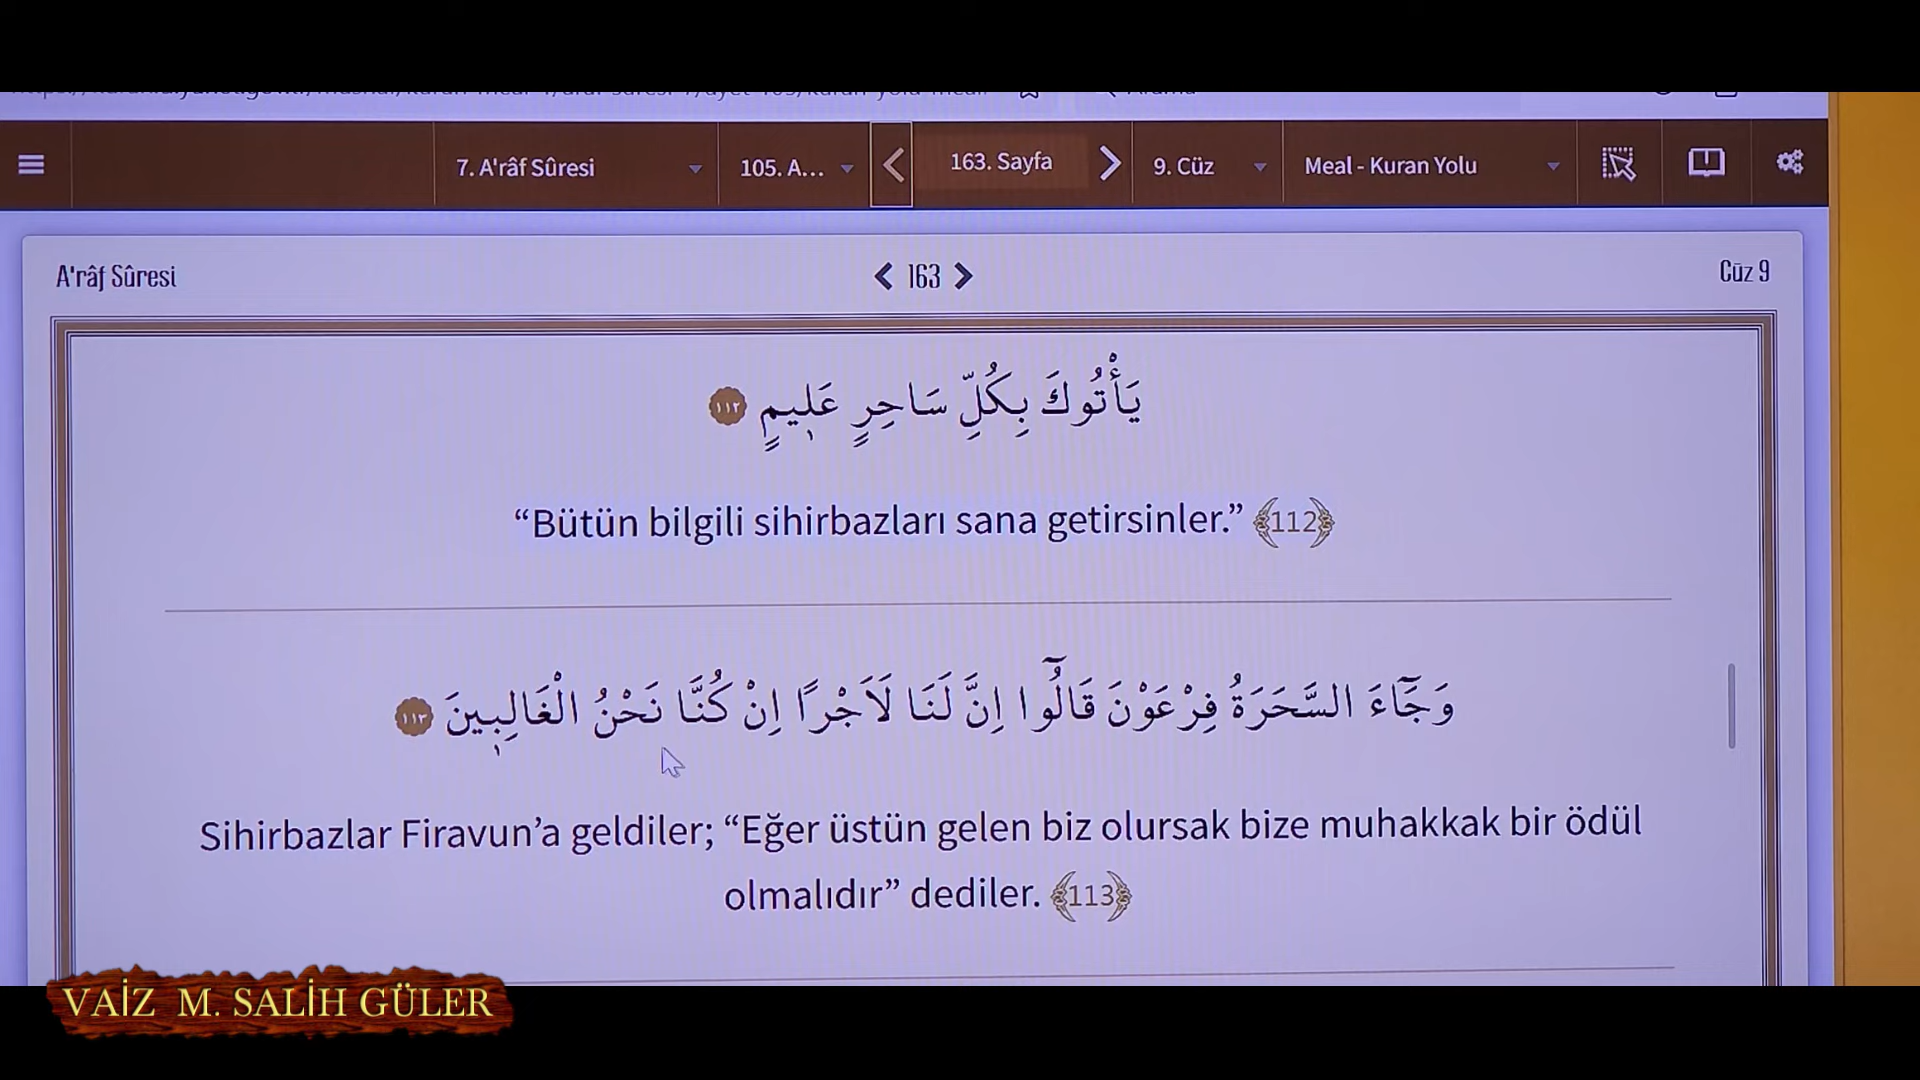 7. A'râf Sûresi
105. A...
163. Sayfa
9. Cüz
Meal - Kuran Yolu
A'râf Sûresi
163
Cüz 9
يَأْتُوكَ بِكُلِّ سَاحِرٍ عَل۪يمٍ ١١٢
“Bütün bilgili sihirbazları sana getirsinler.” ﴾112﴿
وَجَٓاءَ السَّحَرَةُ فِرْعَوْنَ قَالُٓوا اِنَّ لَنَا لَاَجْرًا اِنْ كُنَّا نَحْنُ الْغَالِب۪ينَ ١١٣
Sihirbazlar Firavun’a geldiler; “Eğer üstün gelen biz olursak bize muhakkak bir ödül
olmalıdır” dediler. ﴾113﴿
VAİZ M. SALİH GÜLER